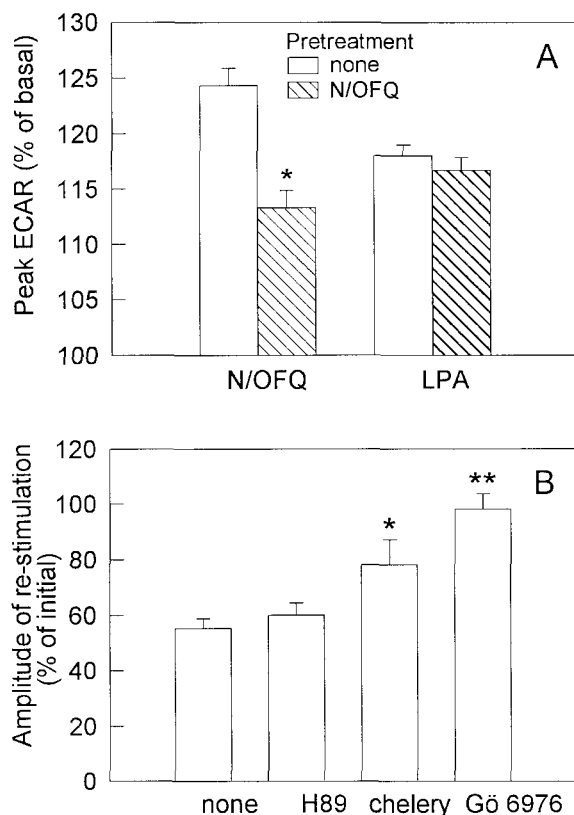 Pretreatment
none
N/OFQ
A
Peak ECAR (% of basal)
130
125
120
115
110
105
100
*
N/OFQ LPA
B
Amplitude of re-stimulation
(% of initial)
120
100
80
60
40
20
0
*
**
none H89 chelery Gö 6976